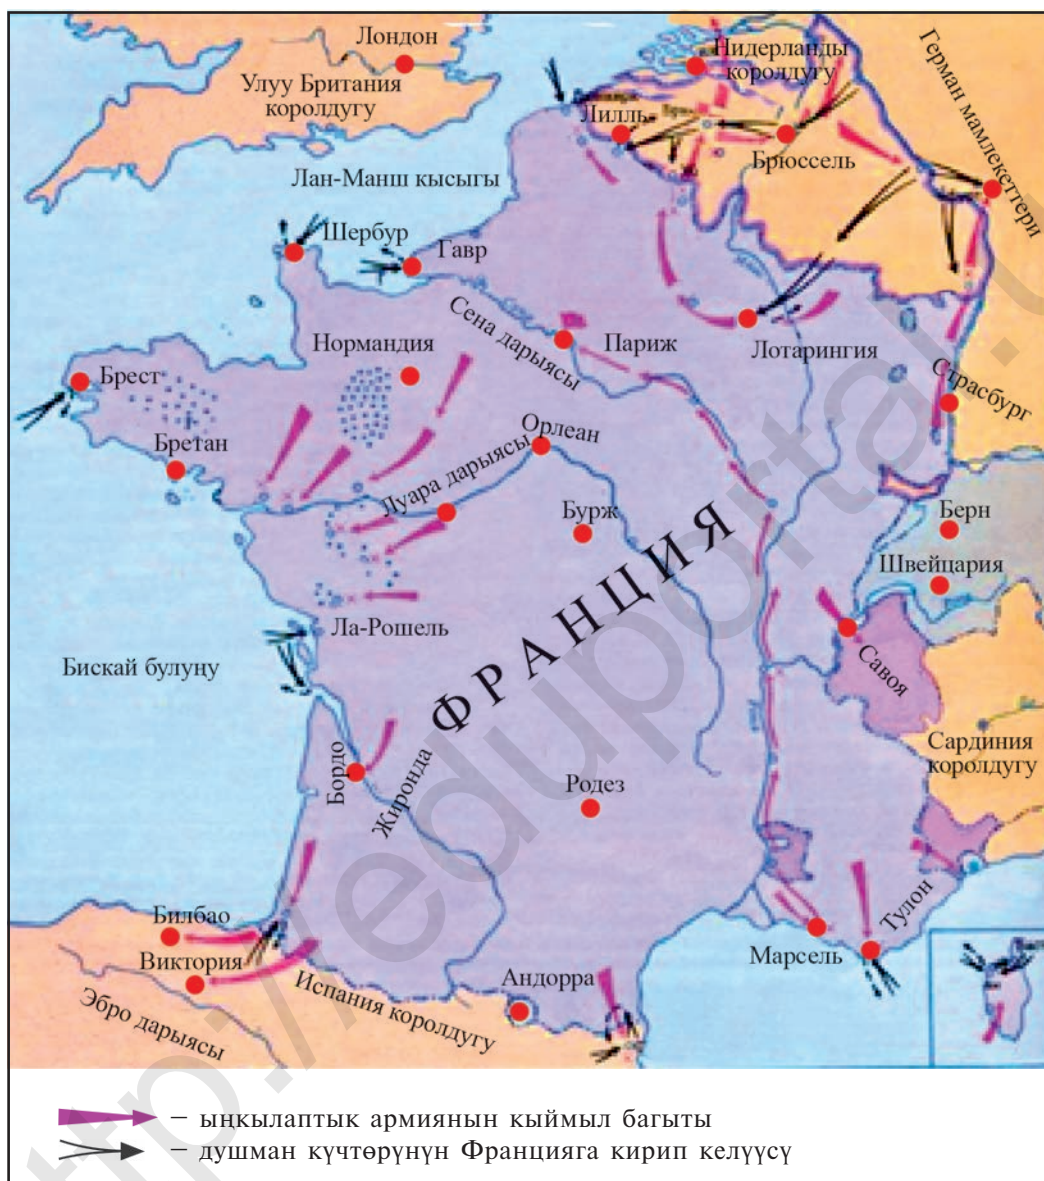 Лондон
Улуу Британия
королдугу
Нидерланды
королдугу
Герман мамлекеттери
Лилль
Брюссель
Лан-Манш кысыгы
Шербур
Гавр
Сена дарыясы
Нормандия
Париж
Лотарингия
Брест
Страсбург
Бретан
Орлеан
Луара дарыясы
Бурж
Берн
Швейцария
ФРАНЦИЯ
Ла-Рошель
Бискай булуңу
Савоя
Сардиния
королдугу
Бордо
Жиронда
Родез
Тулон
Билбао
Марсель
Виктория
Андорра
Испания королдугу
Эбро дарыясы
– ыңкылаптык армиянын кыймыл багыты
– душман күчтөрүнүн Францияга кирип келүүсү